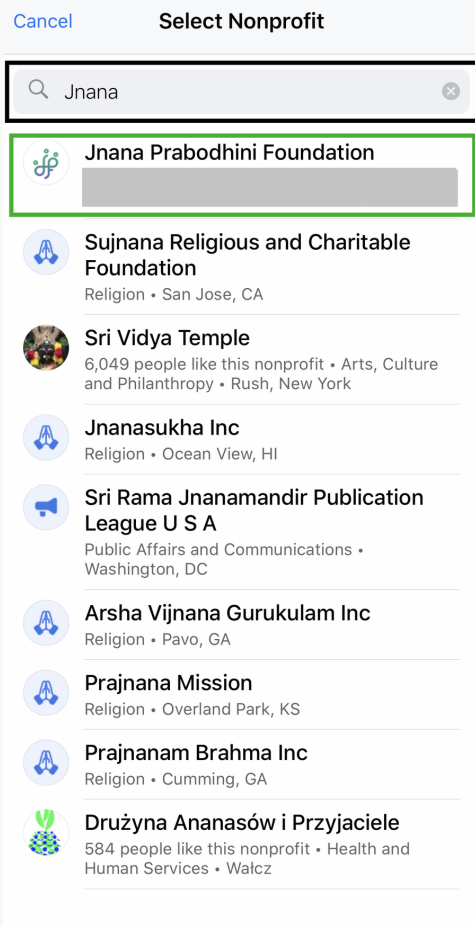 Cancel Select Nonprofit
Jnana
Jnana Prabodhini Foundation
Sujnana Religious and Charitable
Foundation
Religion • San Jose, CA
Sri Vidya Temple
6,049 people like this nonprofit • Arts, Culture
and Philanthropy • Rush, New York
Jnanasukha Inc
Religion • Ocean View, HI
Sri Rama Jnanamandir Publication
League U S A
Public Affairs and Communications •
Washington, DC
Arsha Vijnana Gurukulam Inc
Religion • Pavo, GA
Prajnana Mission
Religion • Overland Park, KS
Prajnanam Brahma Inc
Religion • Cumming, GA
Drużyna Ananasów i Przyjaciele
584 people like this nonprofit • Health and
Human Services • Wałcz